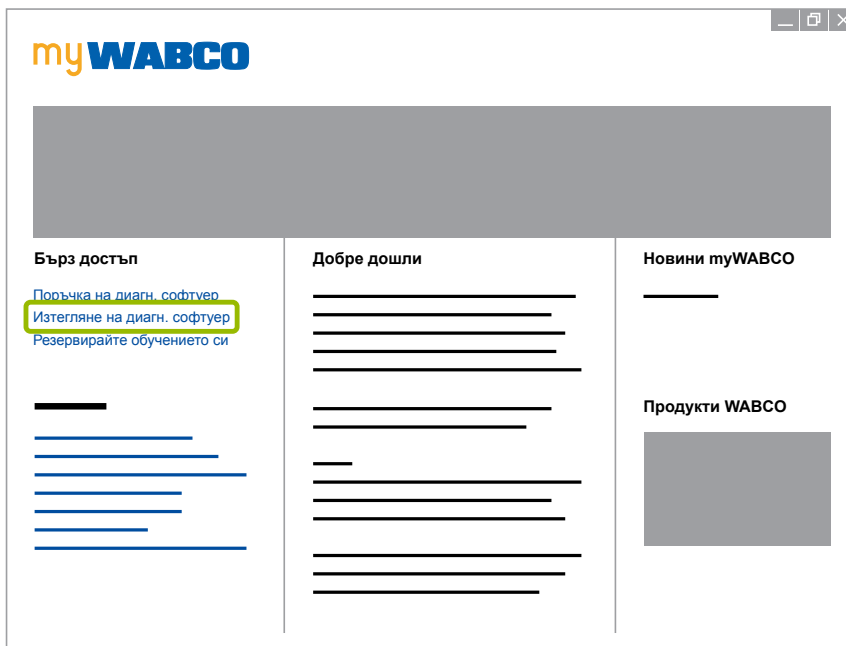 myWABCO
Бърз достъп
Поръчка на диагн. софтуер
Изтегляне на диагн. софтуер
Резервирайте обучението си
Добре дошли
Новини myWABCO
Продукти WABCO